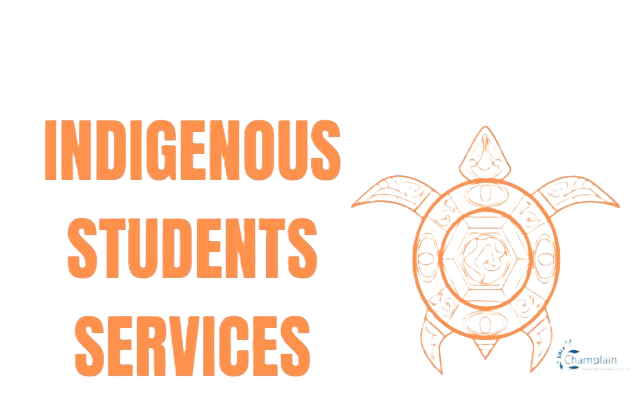 INDIGENOUS
STUDENTS
SERVICES
Champlain